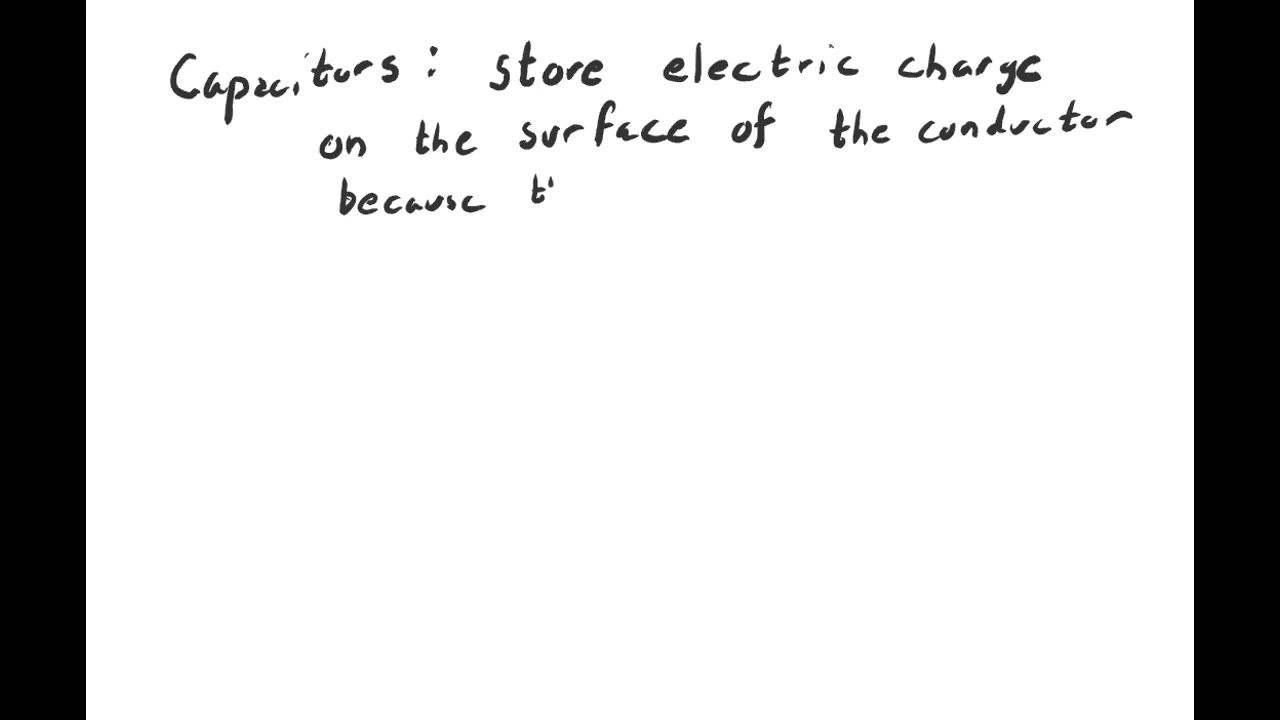 Capacitors: store electric charge
on the surface of the conductor
because